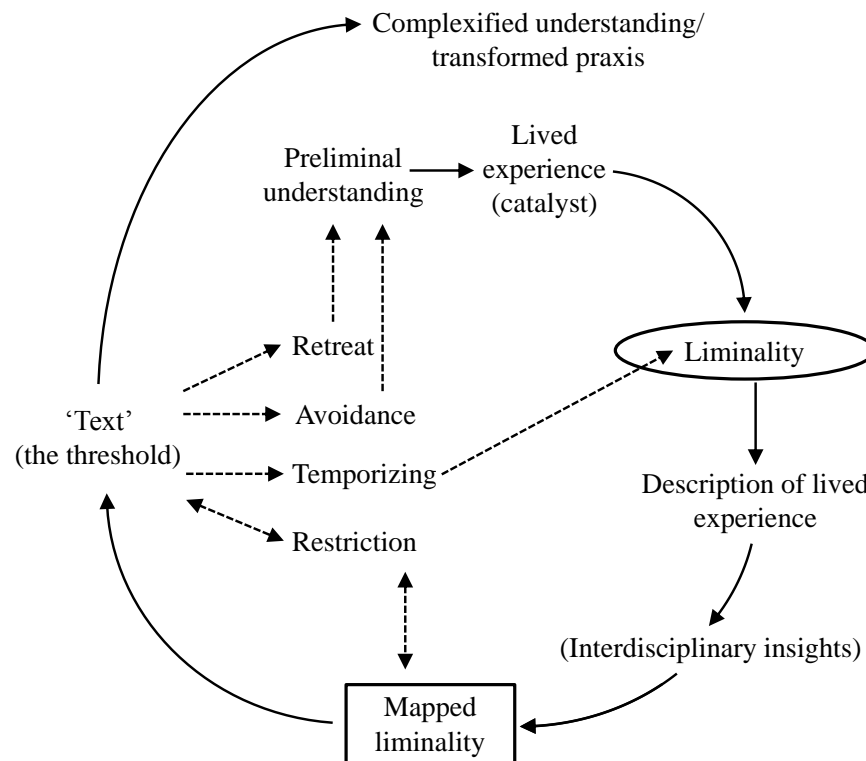 Complexified understanding/
transformed praxis
Lived
experience
(catalyst)
Preliminal
understanding
Retreat
Liminality
Avoidance
‘Text’
(the threshold)
Temporizing
Description of lived
experience
Restriction
(Interdisciplinary insights)
Mapped
liminality